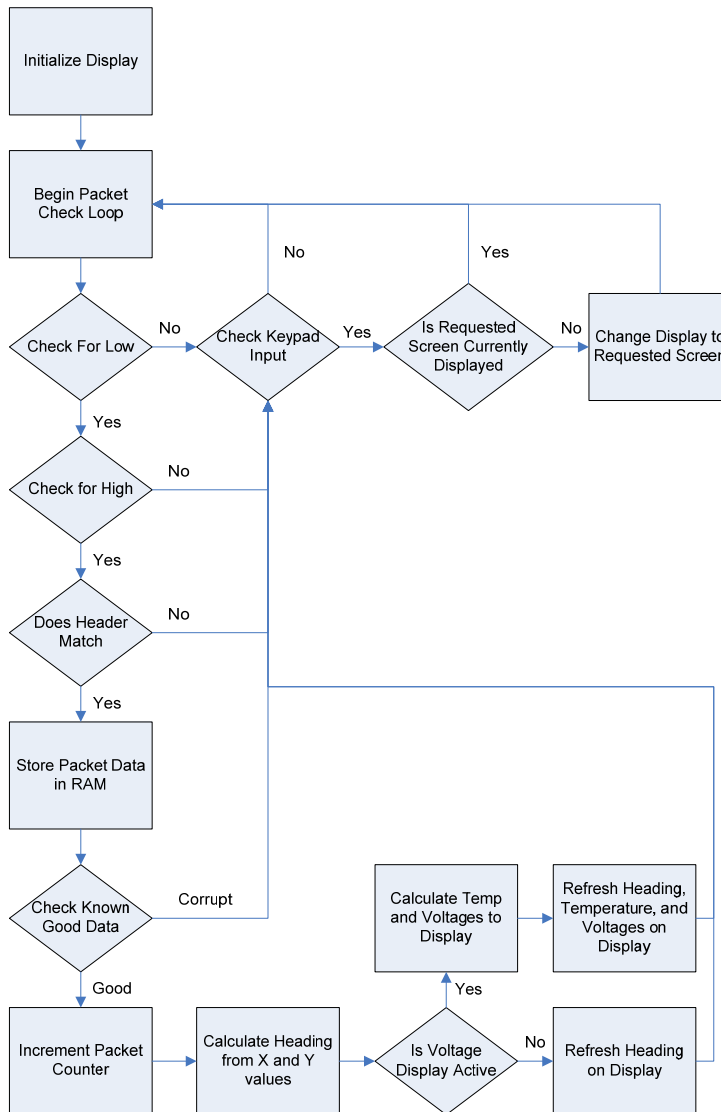 Initialize Display
Begin Packet
Check Loop
No
Yes
Check For Low
No
Check Keypad
Input
Yes
Is Requested
Screen Currently
Displayed
No
Change Display to
Requested Screen
Yes
Check for High
No
Yes
Does Header
Match
No
Yes
Store Packet Data
in RAM
Check Known
Good Data
Corrupt
Calculate Temp
and Voltages to
Display
Refresh Heading,
Temperature, and
Voltages on
Display
Good
Yes
Increment Packet
Counter
Calculate Heading
from X and Y
values
Is Voltage
Display Active
No
Refresh Heading
on Display